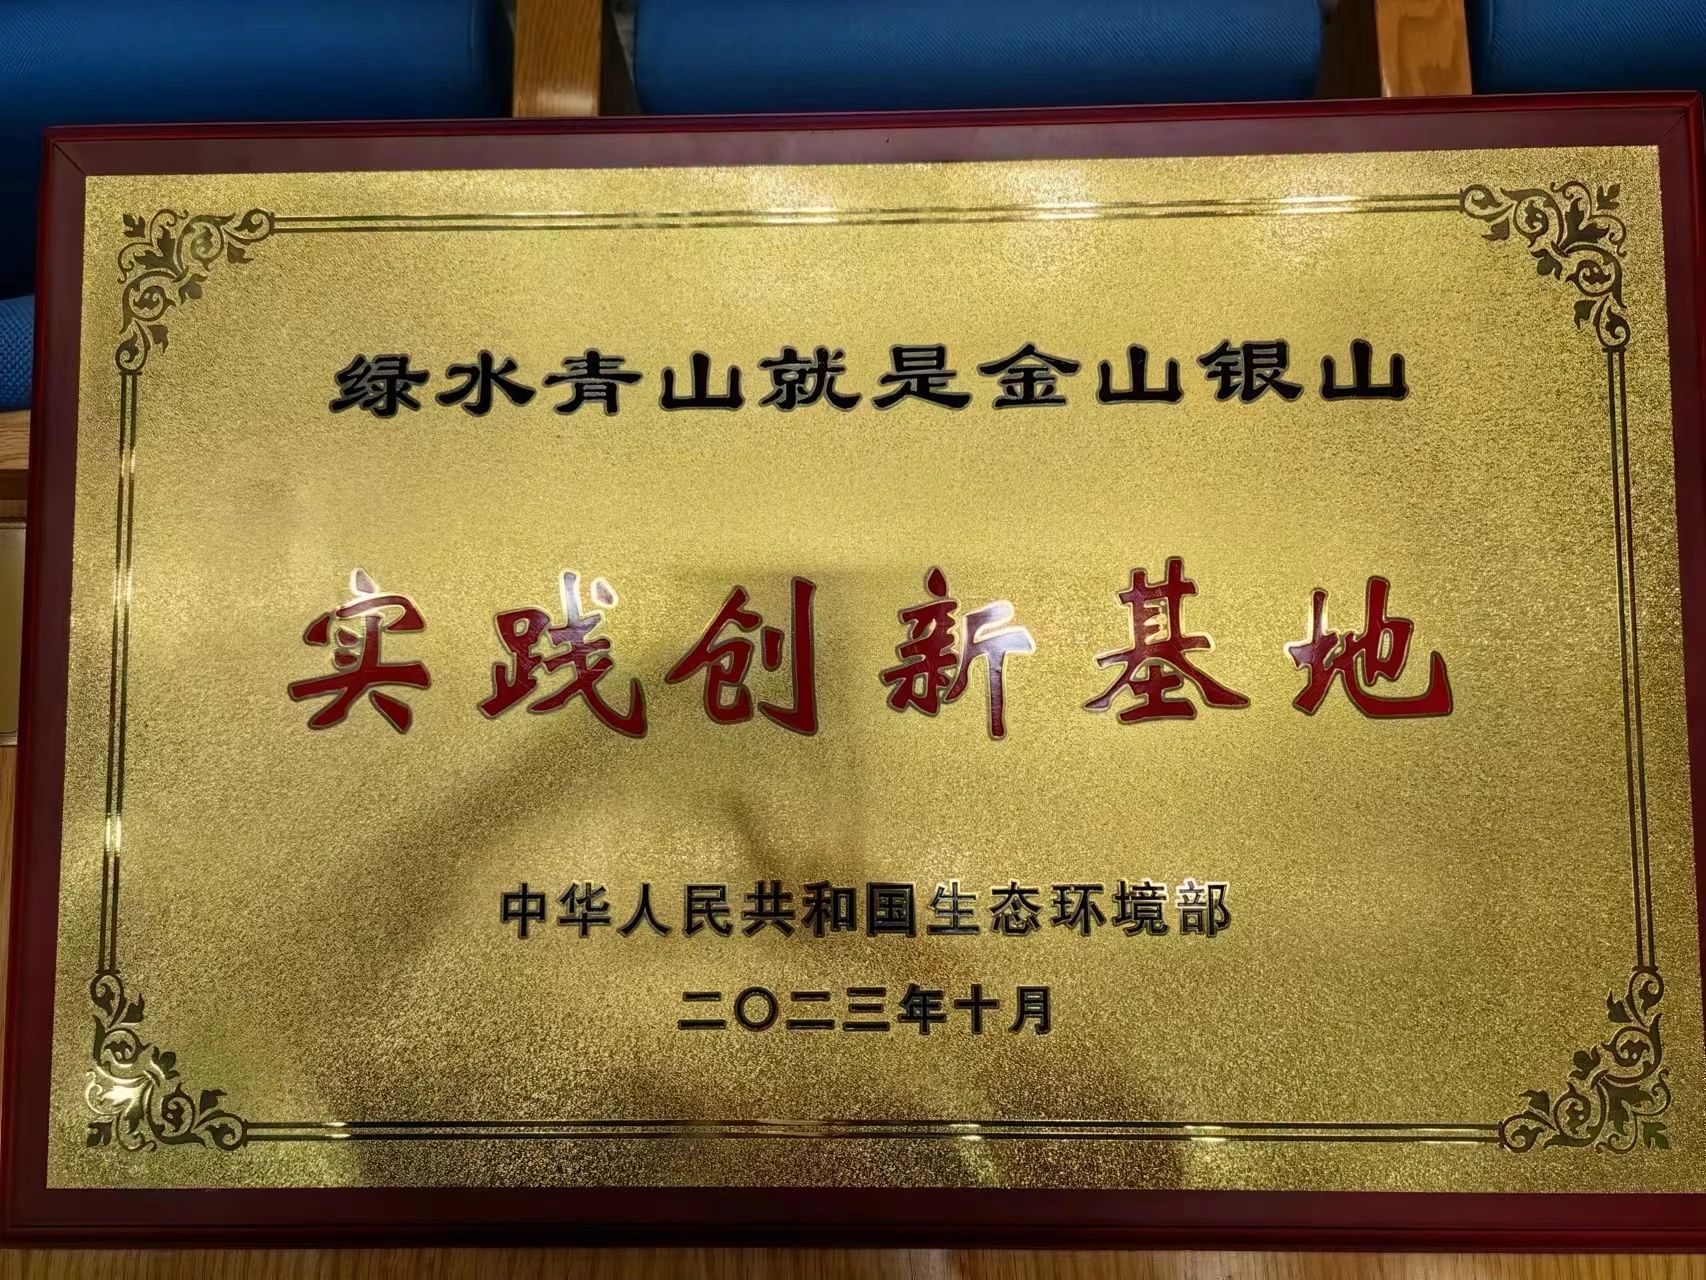 绿水青山就是金山银山
实践创新基地
中华人民共和国生态环境部
二〇二三年十月